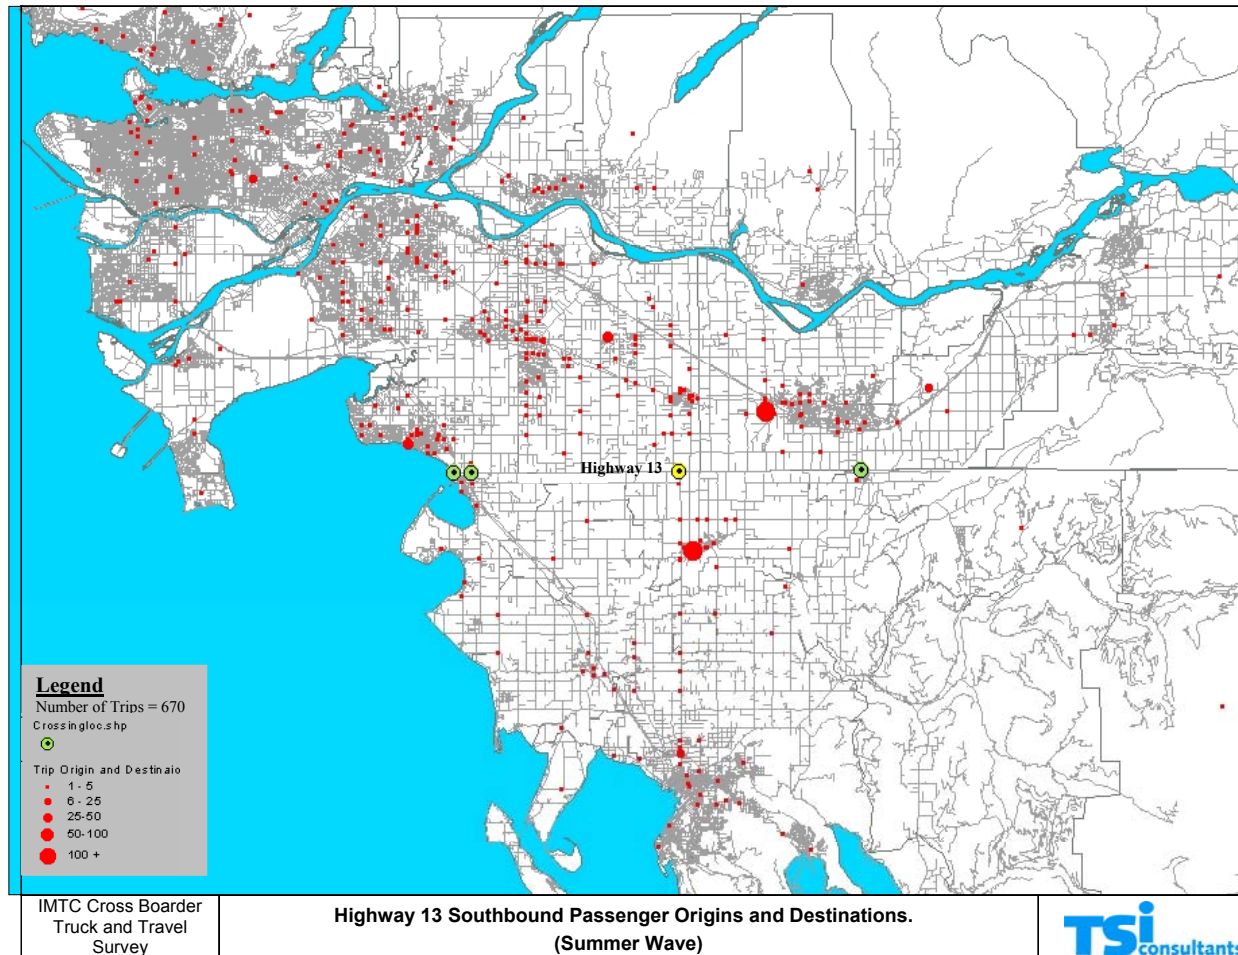 Highway 13
Legend
Number of Trips = 670
Crossingloc.shp
Trip Origin and Destinaio
1 - 5
6 - 25
25-50
50-100
100 +
IMTC Cross Boarder
Truck and Travel
Survey
Highway 13 Southbound Passenger Origins and Destinations.
(Summer Wave)
TSi
consultants